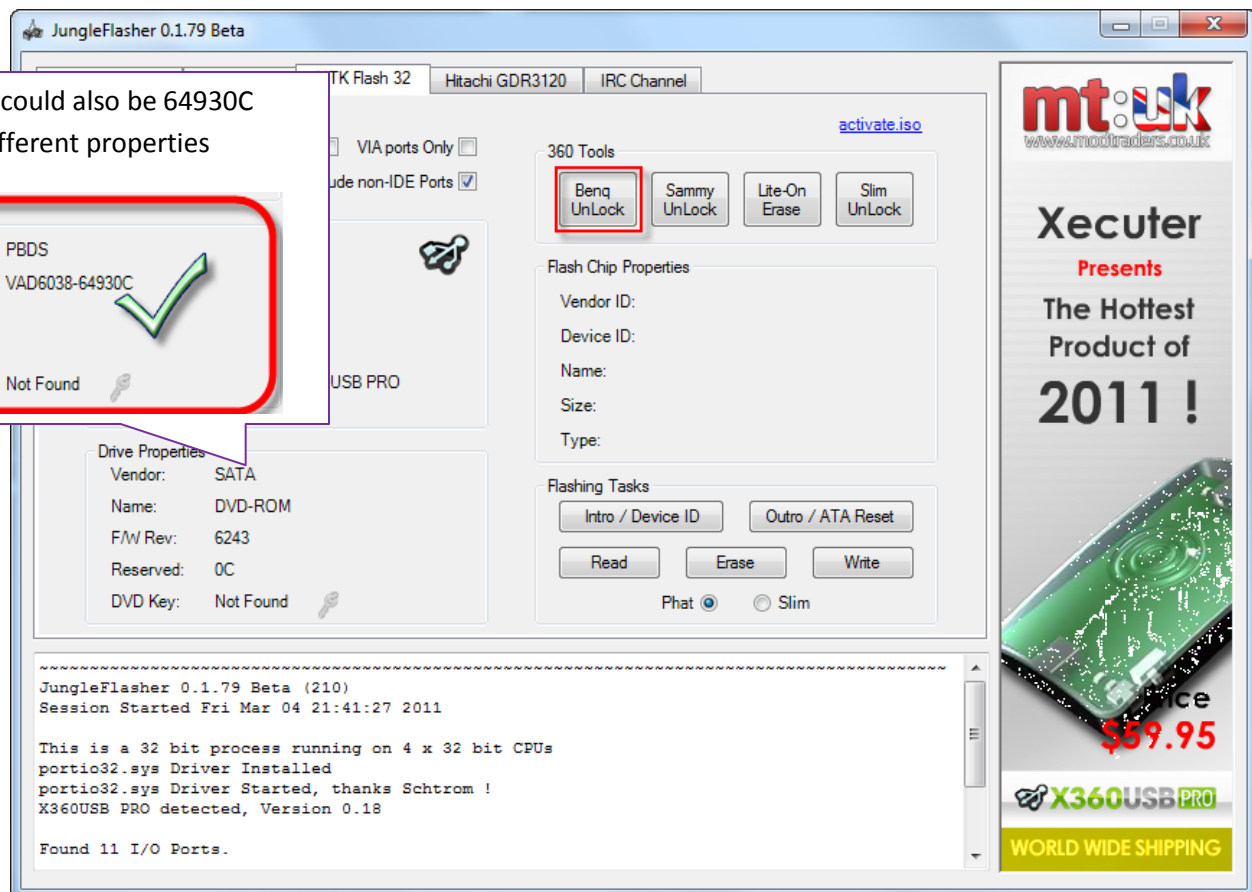 JungleFlasher 0.1.79 Beta
TK Flash 32
Hitachi GDR3120
IRC Channel
could also be 64930C
fferent properties
PBDS
VAD6038-64930C
Not Found
VIA ports Only
ude non-IDE Ports
USB PRO
activate.iso
360 Tools
Benq UnLock
Sammy UnLock
Lite-On Erase
Slim UnLock
Flash Chip Properties
Vendor ID:
Device ID:
Name:
Size:
Type:
Drive Properties
Vendor: SATA
Name: DVD-ROM
F/W Rev: 6243
Reserved: 0C
DVD Key: Not Found
Flashing Tasks
Intro / Device ID
Outro / ATA Reset
Read
Erase
Write
Phat
Slim
~~~~~~~~~~~~~~~~~~~~~~~~~~~~~~~~~~~~~~~~~~~~~~~~~~~~~~~~~~~~~~~~~~~~~~~~~~~~~~~~~~~~~~~~~~
JungleFlasher 0.1.79 Beta (210)
Session Started Fri Mar 04 21:41:27 2011
This is a 32 bit process running on 4 x 32 bit CPUs
portio32.sys Driver Installed
portio32.sys Driver Started, thanks Schtrom !
X360USB PRO detected, Version 0.18
Found 11 I/O Ports.
mt:uk
www.modtraders.co.uk
Xecuter
Presents
The Hottest
Product of
2011 !
$59.95
X360USB PRO
WORLD WIDE SHIPPING